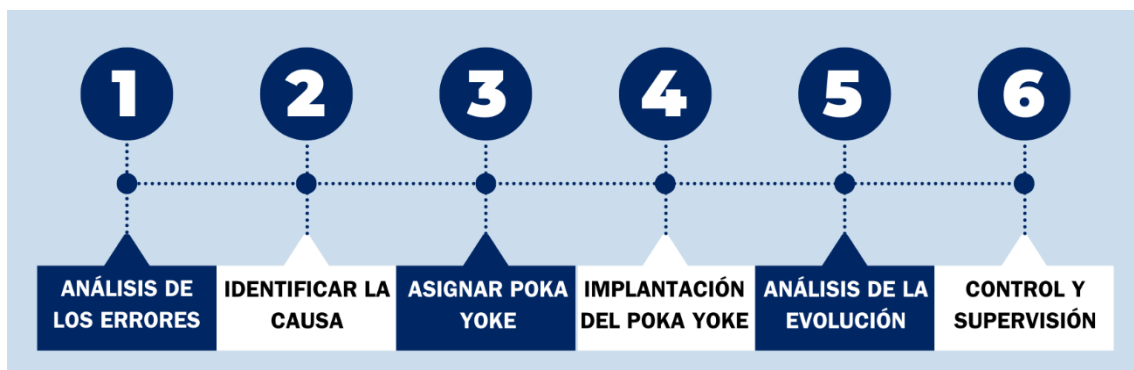 1
2
3
4
5
6
ANÁLISIS DE
LOS ERRORES
IDENTIFICAR LA
CAUSA
ASIGNAR POKA
YOKE
IMPLANTACIÓN
DEL POKA YOKE
ANÁLISIS DE LA
EVOLUCIÓN
CONTROL Y
SUPERVISIÓN